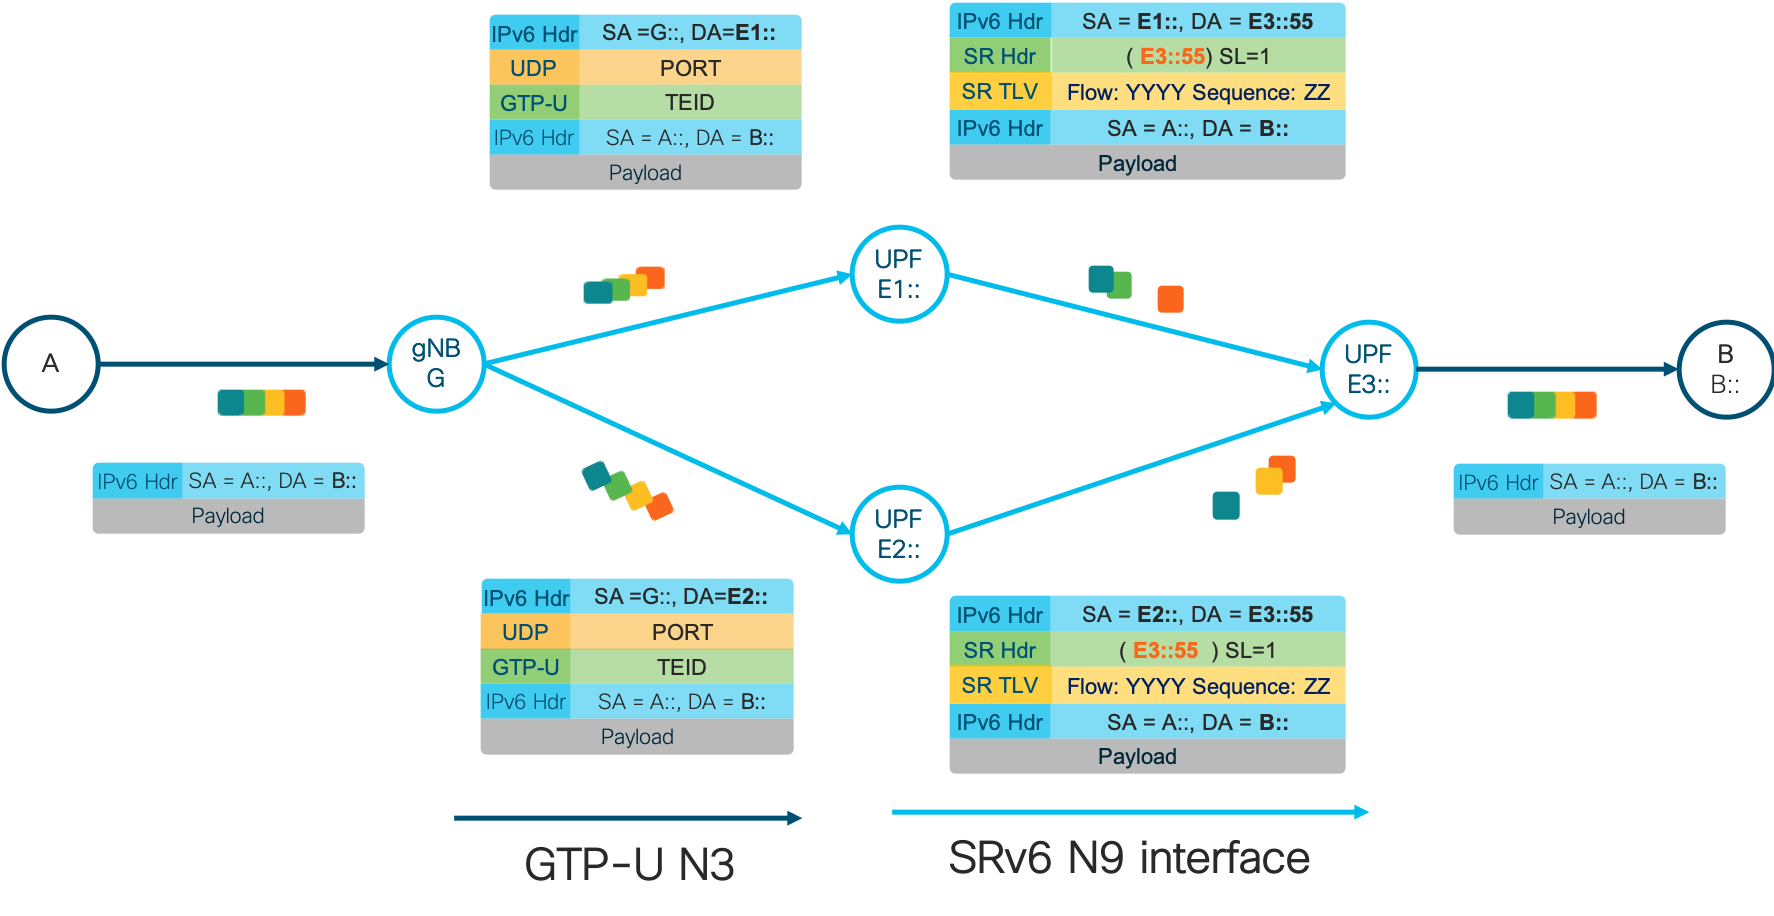 IPv6 Hdr SA =G::, DA=E1::
UDP PORT
GTP-U TEID
IPv6 Hdr SA = A::, DA = B::
Payload
IPv6 Hdr SA = E1::, DA = E3::55
SR Hdr ( E3::55) SL=1
SR TLV Flow: YYYY Sequence: ZZ
IPv6 Hdr SA = A::, DA = B::
Payload
A
gNB
G
UPF
E1::
UPF
E2::
UPF
E3::
B
B::
IPv6 Hdr SA = A::, DA = B::
Payload
IPv6 Hdr SA = A::, DA = B::
Payload
IPv6 Hdr SA =G::, DA=E2::
UDP PORT
GTP-U TEID
IPv6 Hdr SA = A::, DA = B::
Payload
IPv6 Hdr SA = E2::, DA = E3::55
SR Hdr ( E3::55 ) SL=1
SR TLV Flow: YYYY Sequence: ZZ
IPv6 Hdr SA = A::, DA = B::
Payload
GTP-U N3
SRv6 N9 interface